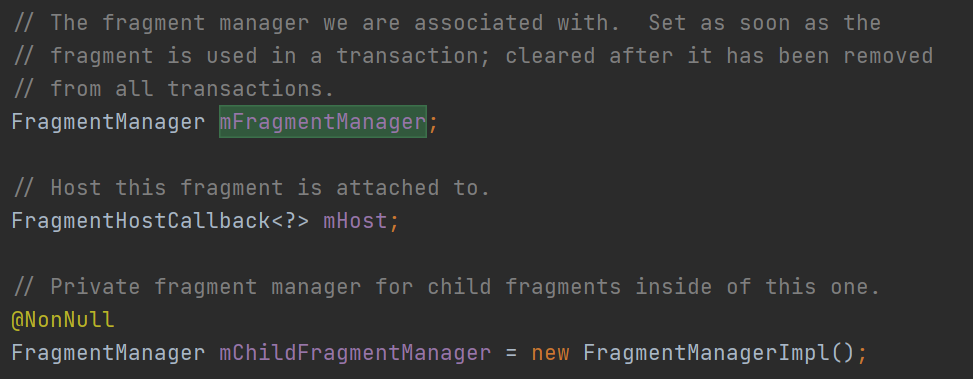 // The fragment manager we are associated with.  Set as soon as the
// fragment is used in a transaction; cleared after it has been removed
// from all transactions.
FragmentManager mFragmentManager;
// Host this fragment is attached to.
FragmentHostCallback<?> mHost;
// Private fragment manager for child fragments inside of this one.
@NonNull
FragmentManager mChildFragmentManager = new FragmentManagerImpl();